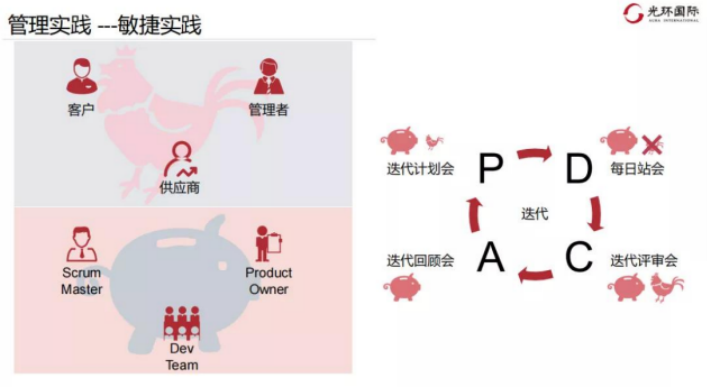 管理实践 ---敏捷实践
光环国际
AURA INTERNATIONAL
客户
管理者
供应商
Scrum
Master
Product
Owner
Dev
Team
迭代计划会
P
D
每日站会
迭代
迭代回顾会
A
C
迭代评审会